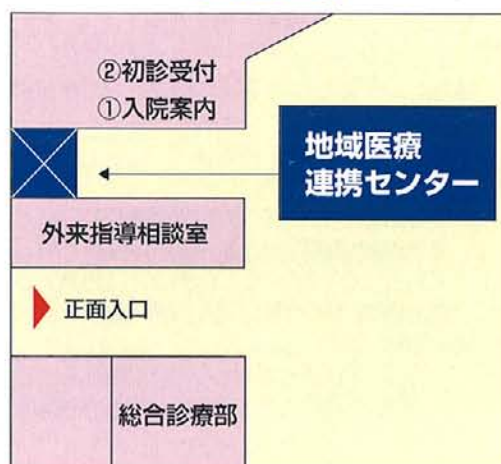 ②初診受付
①入院案内
地域医療
連携センター
外来指導相談室
正面入口
総合診療部